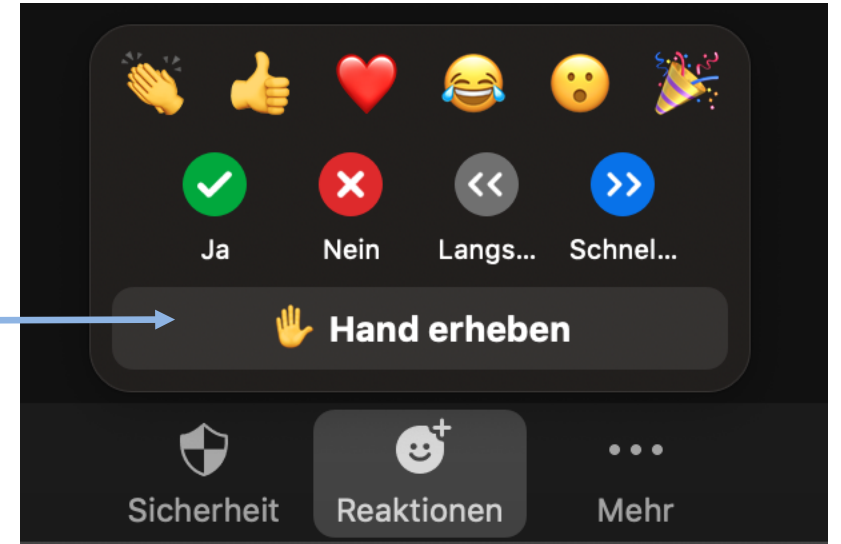 Ja Nein Langs... Schnel...
Hand erheben
Sicherheit Reaktionen Mehr